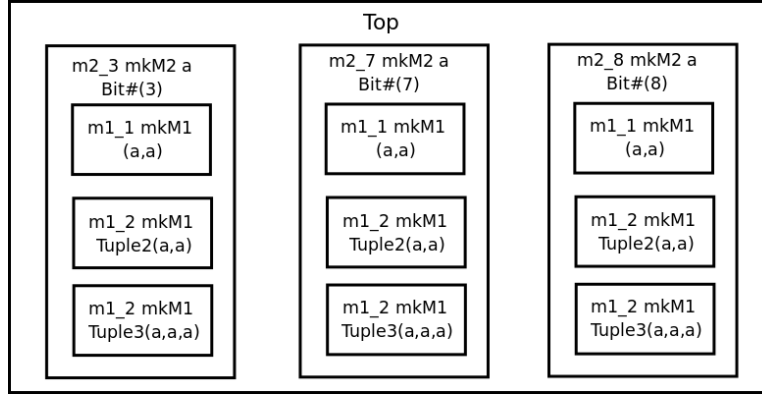 Top
m2_3 mkM2 a
Bit#(3)
m1_1 mkM1
(a,a)
m1_2 mkM1
Tuple2(a,a)
m1_2 mkM1
Tuple3(a,a,a)
m2_7 mkM2 a
Bit#(7)
m1_1 mkM1
(a,a)
m1_2 mkM1
Tuple2(a,a)
m1_2 mkM1
Tuple3(a,a,a)
m2_8 mkM2 a
Bit#(8)
m1_1 mkM1
(a,a)
m1_2 mkM1
Tuple2(a,a)
m1_2 mkM1
Tuple3(a,a,a)